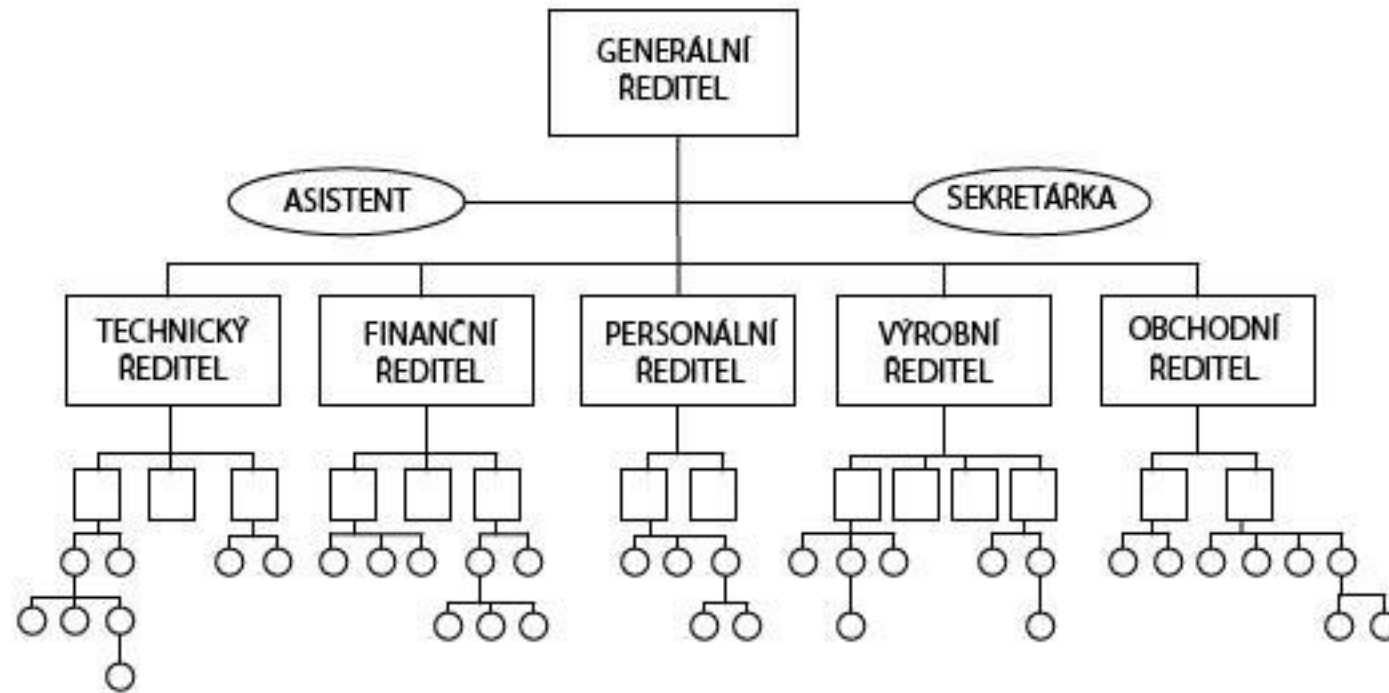 GENERÁLNÍ
ŘEDITEL
ASISTENT
SEKRETÁŘKA
TECHNICKÝ
ŘEDITEL
FINANČNÍ
ŘEDITEL
PERSONÁLNÍ
ŘEDITEL
VÝROBNÍ
ŘEDITEL
OBCHODNÍ
ŘEDITEL